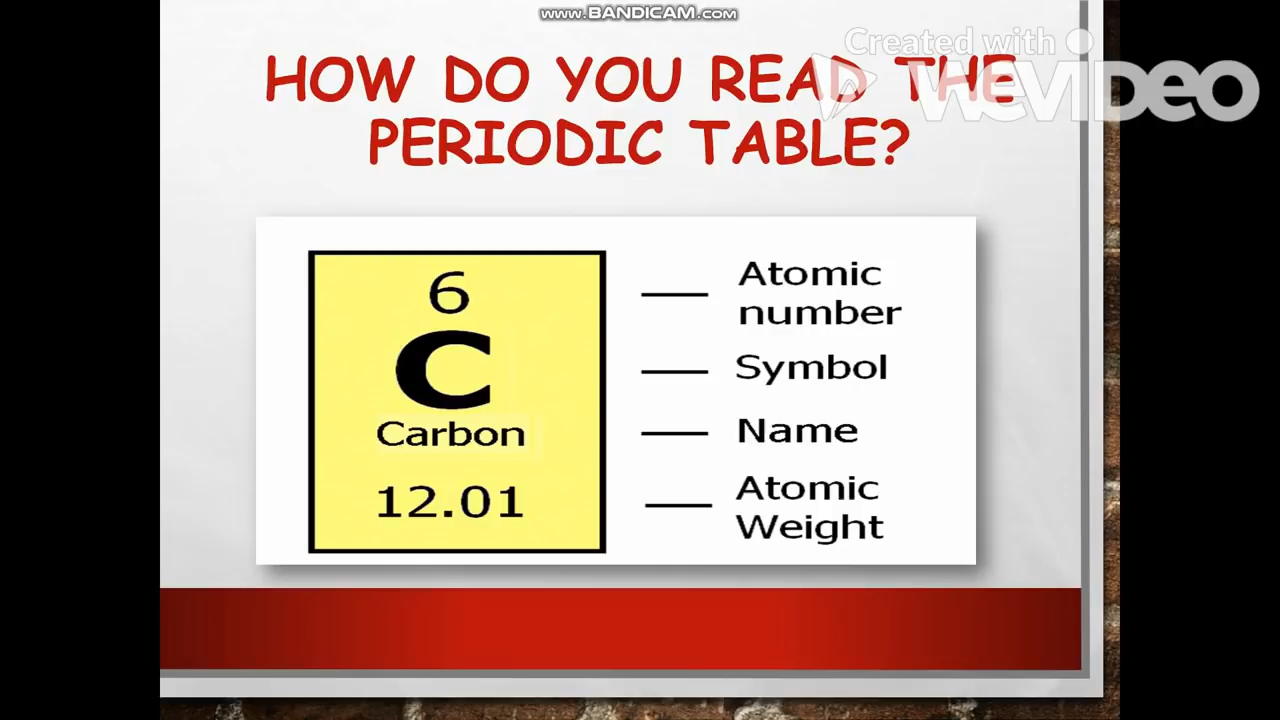 www.BANDICAM.com
Created with
WeVIDEO
HOW DO YOU READ THE
PERIODIC TABLE?
6
C
Carbon
12.01
Atomic
number
Symbol
Name
Atomic
Weight